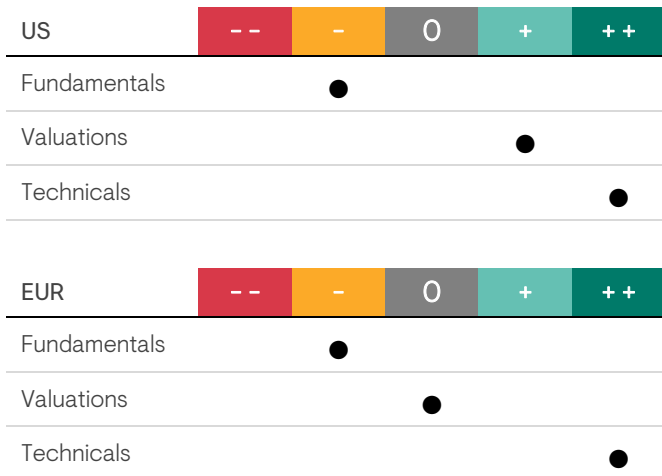 US -- - 0 + ++
Fundamentals
Valuations
Technicals
EUR -- - 0 + ++
Fundamentals
Valuations
Technicals